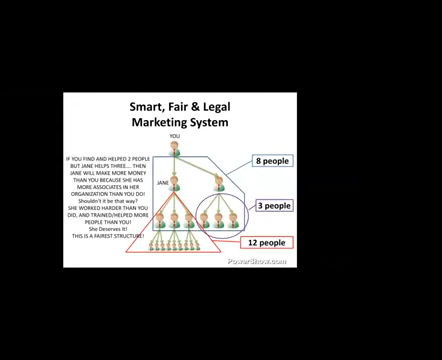 Smart, Fair & Legal
Marketing System
YOU
IF YOU FIND AND HELPED 2 PEOPLE
BUT JANE HELPS THREE.... THEN
JANE WILL MAKE MORE MONEY
THAN YOU BECAUSE SHE HAS
MORE ASSOCIATES IN HER
ORGANIZATION THAN YOU DO!
Shouldn't it be that way?
SHE WORKED HARDER THAN YOU
DID, AND TRAINED/HELPED MORE
PEOPLE THAN YOU!
She Deserves It!
THIS IS A FAIREST STRUCTURE!
JANE
8 people
3 people
12 people
PowerShow.com